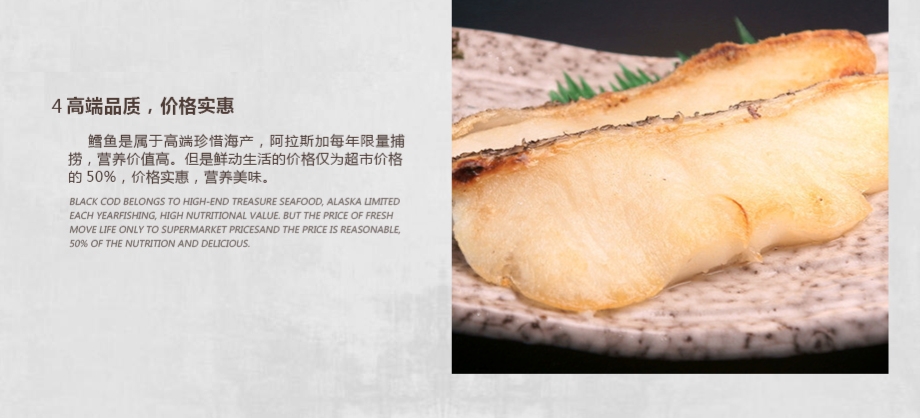 4 高端品质，价格实惠
鳕鱼是属于高端珍惜海产，阿拉斯加每年限量捕
捞，营养价值高。但是鲜动生活的价格仅为超市价格
的 50%，价格实惠，营养美味。
BLACK COD BELONGS TO HIGH-END TREASURE SEAFOOD, ALASKA LIMITED
EACH YEARFISHING, HIGH NUTRITIONAL VALUE. BUT THE PRICE OF FRESH
MOVE LIFE ONLY TO SUPERMARKET PRICESAND THE PRICE IS REASONABLE,
50% OF THE NUTRITION AND DELICIOUS.